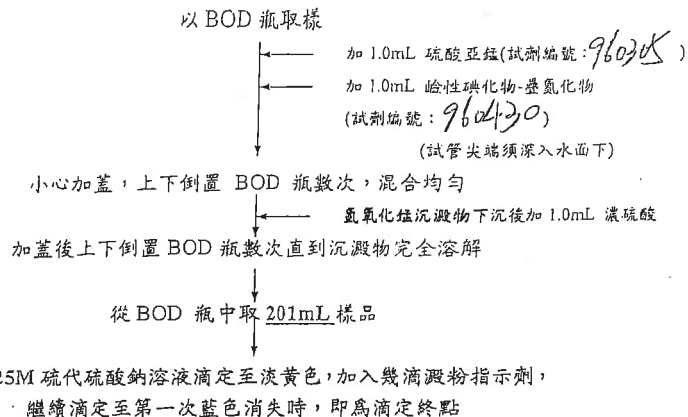 以 BOD 瓶取樣
加 1.0mL 硫酸亞錳(試劑編號:960305)
加 1.0mL 鹼性碘化物-疊氮化物
(試劑編號:960430)
(試管尖端須深入水面下)
小心加蓋,上下倒置 BOD 瓶數次,混合均勻
氫氧化錳沉澱物下沉後加 1.0mL 濃硫酸
加蓋後上下倒置 BOD 瓶數次直到沉澱物完全溶解
從 BOD 瓶中取 201mL 樣品
25M 硫代硫酸鈉溶液滴定至淡黃色,加入幾滴澱粉指示劑,
繼續滴定至第一次藍色消失時,即為滴定終點